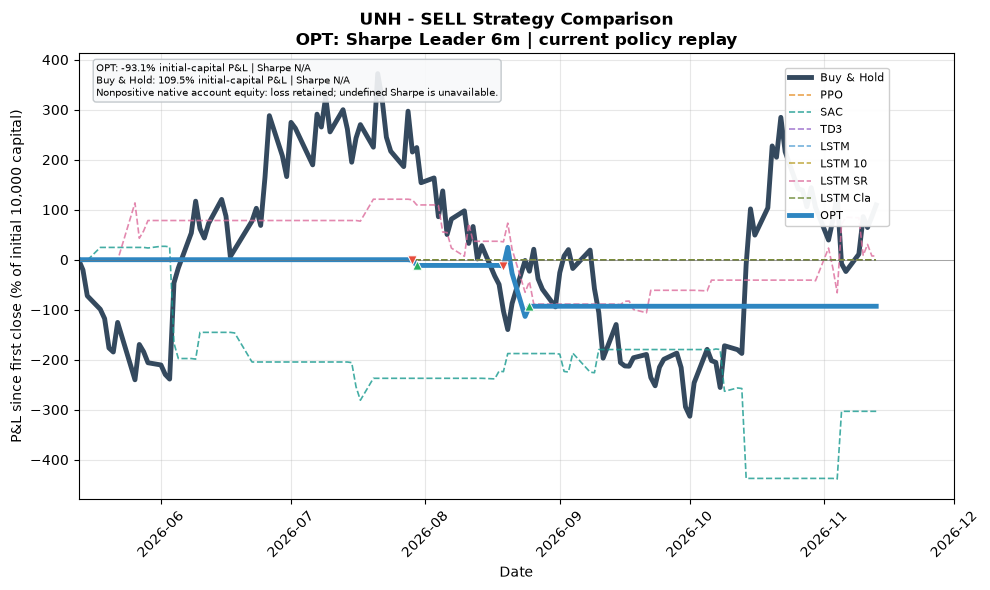 UNH - SELL Strategy Comparison
OPT: Sharpe Leader 6m | current policy replay
OPT: -93.1% initial-capital P&L | Sharpe N/A
Buy & Hold: 109.5% initial-capital P&L | Sharpe N/A
Nonpositive native account equity: loss retained; undefined Sharpe is unavailable.
Buy & Hold
PPO
SAC
TD3
LSTM
LSTM 10
LSTM SR
LSTM Cla
OPT
P&L since first close (% of initial 10,000 capital)
400
300
200
100
0
−100
−200
−300
−400
2026-06
2026-07
2026-08
2026-09
2026-10
2026-11
2026-12
Date